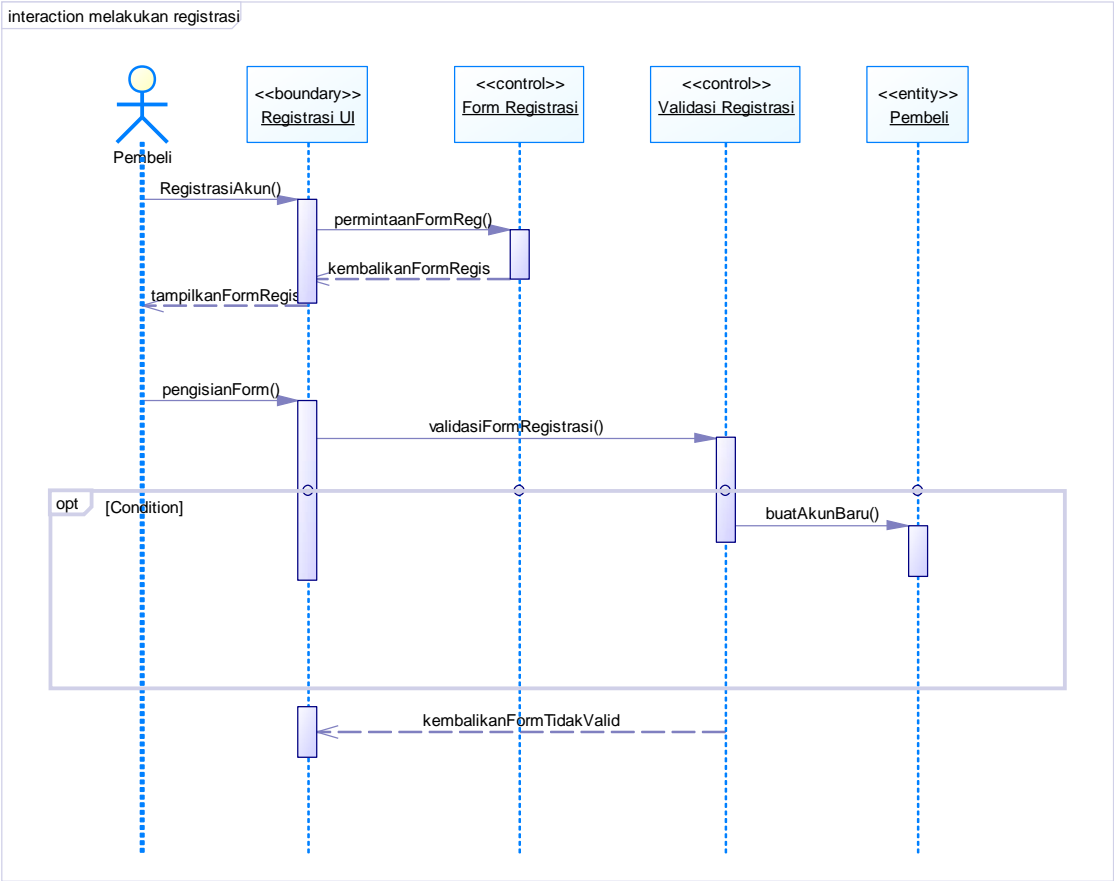 interaction melakukan registrasi
<<boundary>>
Registrasi UI
<<control>>
Form Registrasi
<<control>>
Validasi Registrasi
<<entity>>
Pembeli
Pembeli
RegistrasiAkun()
permintaanFormReg()
kembalikanFormRegis
tampilkanFormRegis
pengisianForm()
validasiFormRegistrasi()
opt
[Condition]
buatAkunBaru()
kembalikanFormTidakValid